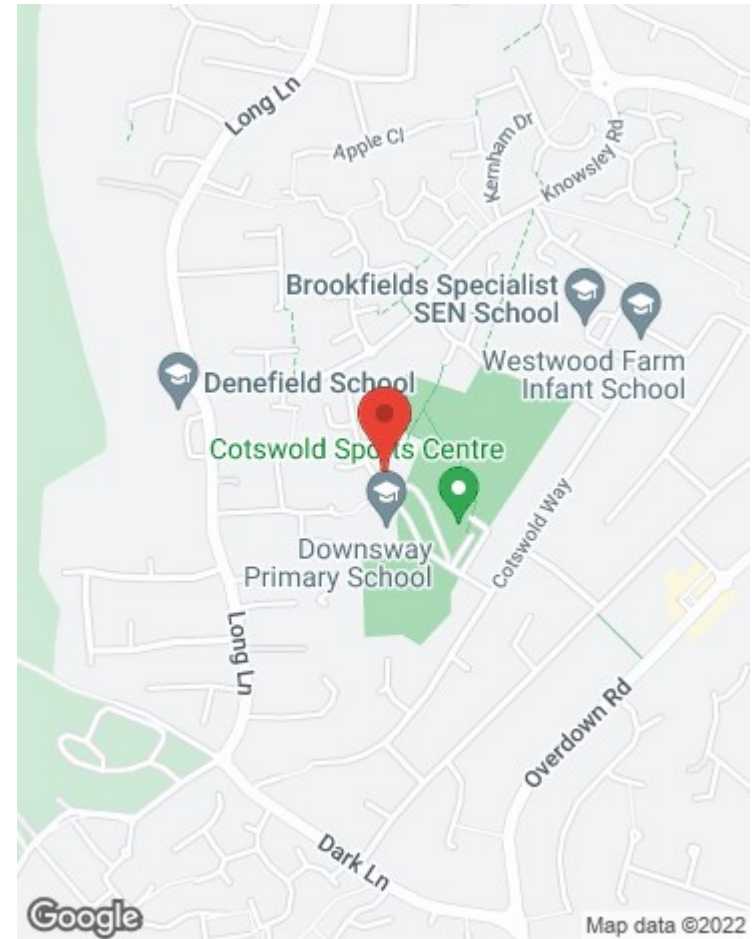 Long Ln
Apple Cl
Kernham Dr
Knowsley Rd
Brookfields Specialist
SEN School
Westwood Farm
Infant School
Denefield School
Cotswold Sports Centre
Downsway
Primary School
Cotswold Way
Long Ln
Overdown Rd
Dark Ln
Google
Map data ©2022